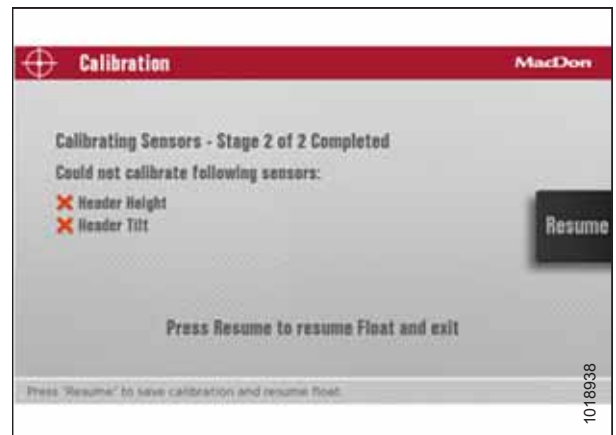 Calibration
MacDon
Calibrating Sensors - Stage 2 of 2 Completed
Could not calibrate following sensors:
Header Height
Header Tilt
Resume
Press Resume to resume Float and exit
Press "Resume" to save calibration and resume float.
1018938